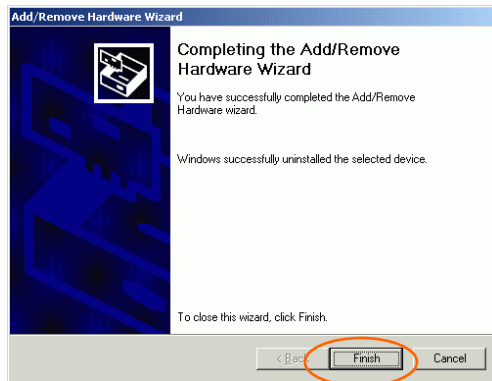 Add/Remove Hardware Wizard
Completing the Add/Remove
Hardware Wizard
You have successfully completed the Add/Remove
Hardware wizard.
Windows successfully uninstalled the selected device.
To close this wizard, click Finish.
< Back
Finish
Cancel